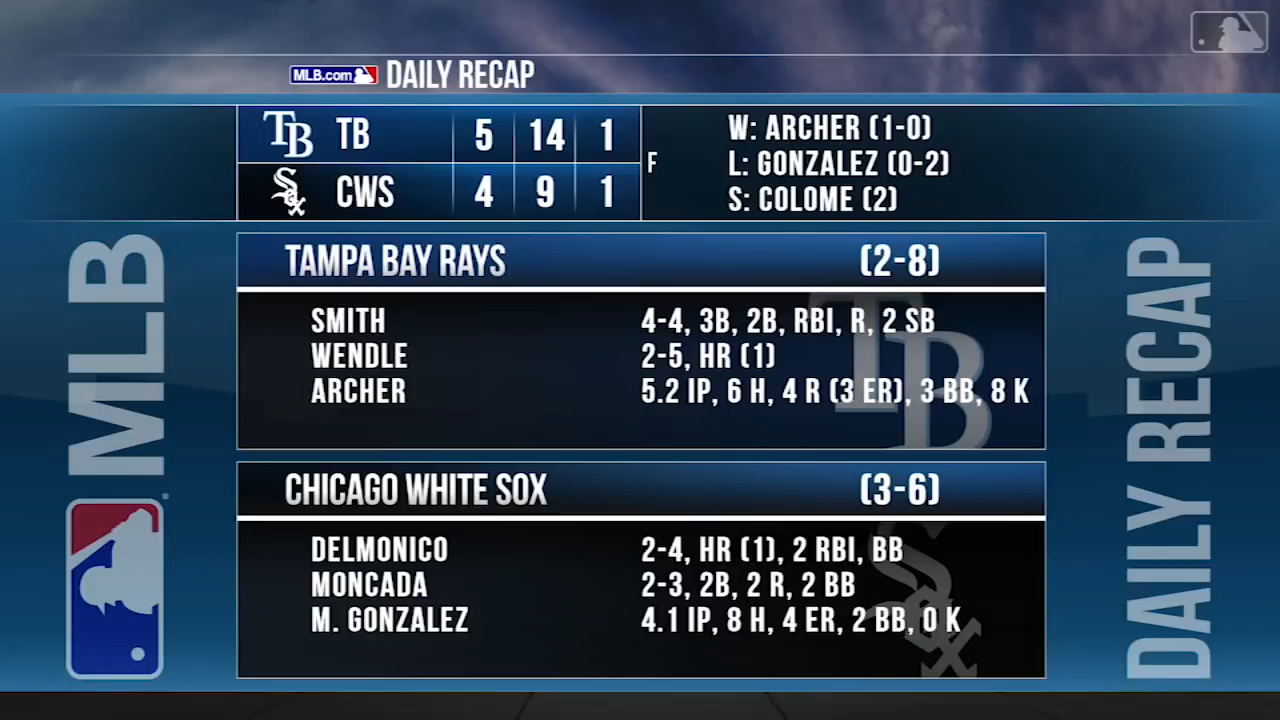 MLB.com DAILY RECAP
TB 5 14 1
CWS 4 9 1
F
W: ARCHER (1-0)
L: GONZALEZ (0-2)
S: COLOME (2)
TAMPA BAY RAYS (2-8)
SMITH 4-4, 3B, 2B, RBI, R, 2 SB
WENDLE 2-5, HR (1)
ARCHER 5.2 IP, 6 H, 4 R (3 ER), 3 BB, 8 K
CHICAGO WHITE SOX (3-6)
DELMONICO 2-4, HR (1), 2 RBI, BB
MONCADA 2-3, 2B, 2 R, 2 BB
M. GONZALEZ 4.1 IP, 8 H, 4 ER, 2 BB, 0 K
MLB
DAILY RECAP